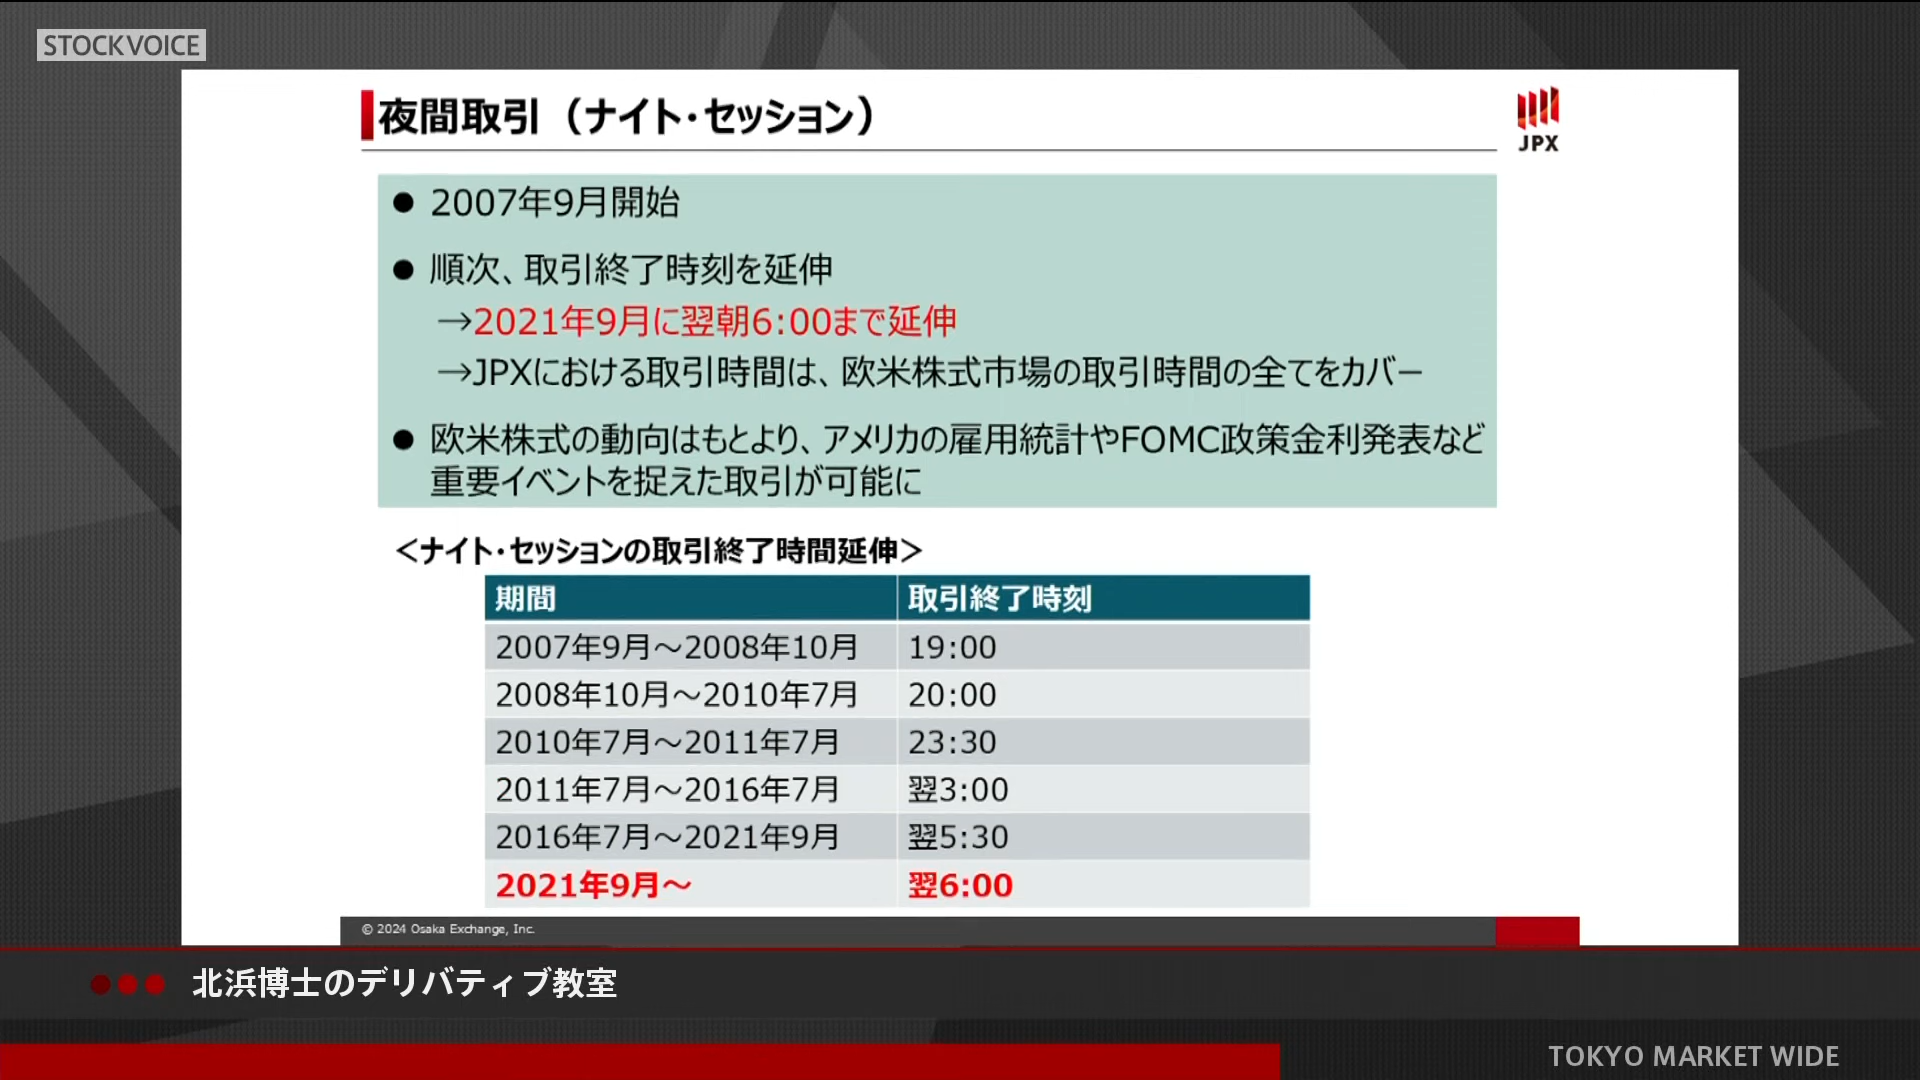 STOCKVOICE
夜間取引（ナイト・セッション）
JPX
● 2007年9月開始
● 順次、取引終了時刻を延伸
→2021年9月に翌朝6:00まで延伸
→JPXにおける取引時間は、欧米株式市場の取引時間の全てをカバー
● 欧米株式の動向はもとより、アメリカの雇用統計やFOMC政策金利発表など
重要イベントを捉えた取引が可能に
＜ナイト・セッションの取引終了時間延伸＞
期間 取引終了時刻
2007年9月～2008年10月 19:00
2008年10月～2010年7月 20:00
2010年7月～2011年7月 23:30
2011年7月～2016年7月 翌3:00
2016年7月～2021年9月 翌5:30
2021年9月～ 翌6:00
© 2024 Osaka Exchange, Inc.
北浜博士のデリバティブ教室
TOKYO MARKET WIDE